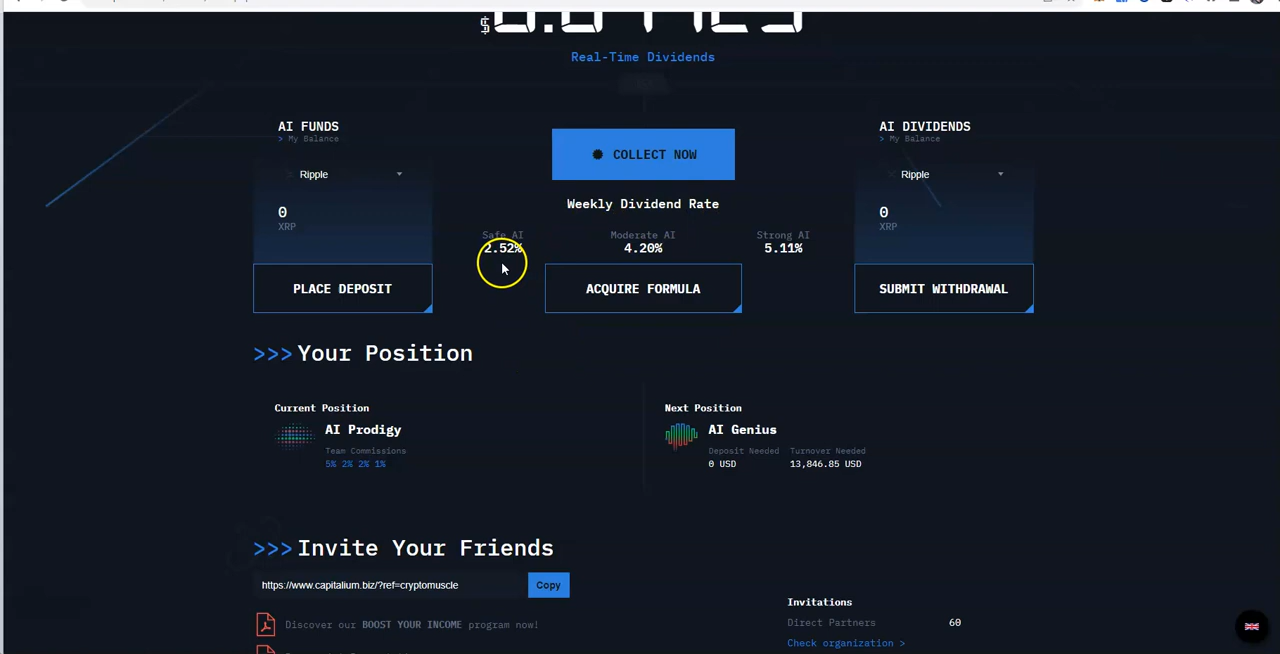 Real-Time Dividends
AI FUNDS
> My Balance
Ripple
0
XRP
PLACE DEPOSIT
COLLECT NOW
Weekly Dividend Rate
Safe AI
2.52%
Moderate AI
4.20%
Strong AI
5.11%
ACQUIRE FORMULA
AI DIVIDENDS
> My Balance
Ripple
0
XRP
SUBMIT WITHDRAWAL
>>> Your Position
Current Position
AI Prodigy
Team Commissions
5% 2% 2% 1%
Next Position
AI Genius
Deposit Needed
0 USD
Turnover Needed
13,846.85 USD
>>> Invite Your Friends
https://www.capitalium.biz/?ref=cryptomuscle
Copy
Discover our BOOST YOUR INCOME program now!
Invitations
Direct Partners 60
Check organization >